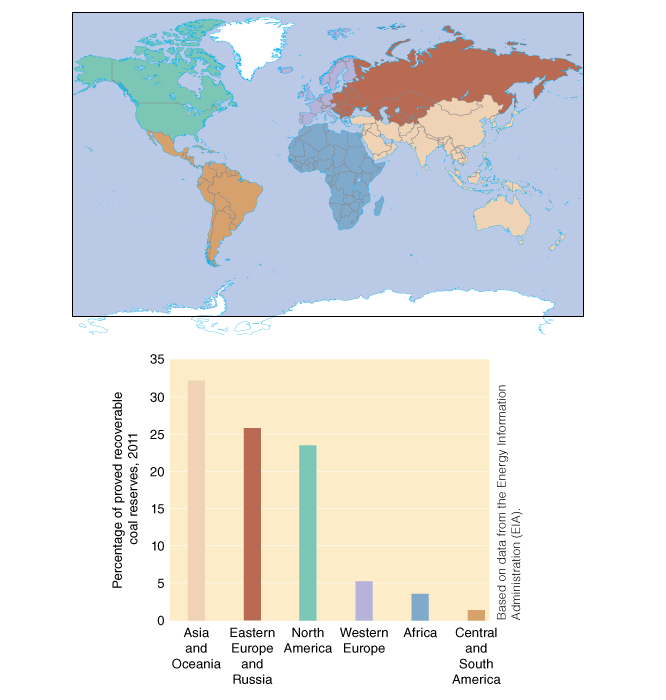 35
30
25
20
15
10
5
0
Percentage of proved recoverable
coal reserves, 2011
Asia
and
Oceania
Eastern
Europe
and
Russia
North
America
Western
Europe
Africa
Central
and
South
America
Based on data from the Energy Information
Administration (EIA).